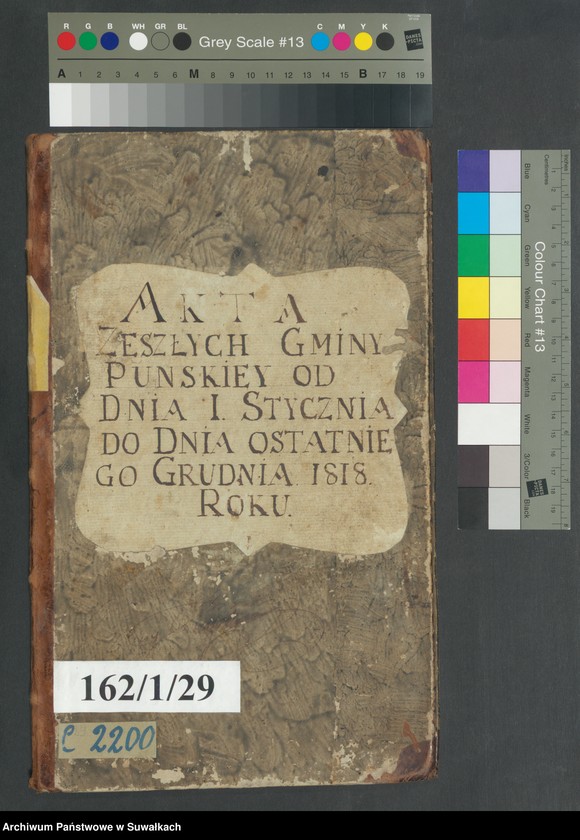 R G B WH GR BL Grey Scale #13 C M Y K
A 1 2 3 4 5 6 M 8 9 10 11 12 13 14 15 B 17 18 19
Colour Chart #13
Blue Cyan Green Yellow Red Magenta White 3/Color Black
Centimetres Inches
AKTA
ZESZŁYCH GMINY
PUNSKIEY OD
DNIA I. STYCZNIA
DO DNIA OSTATNIE
GO GRUDNIA 1818.
ROKU.
162/1/29
C 2200
Archiwum Państwowe w Suwałkach